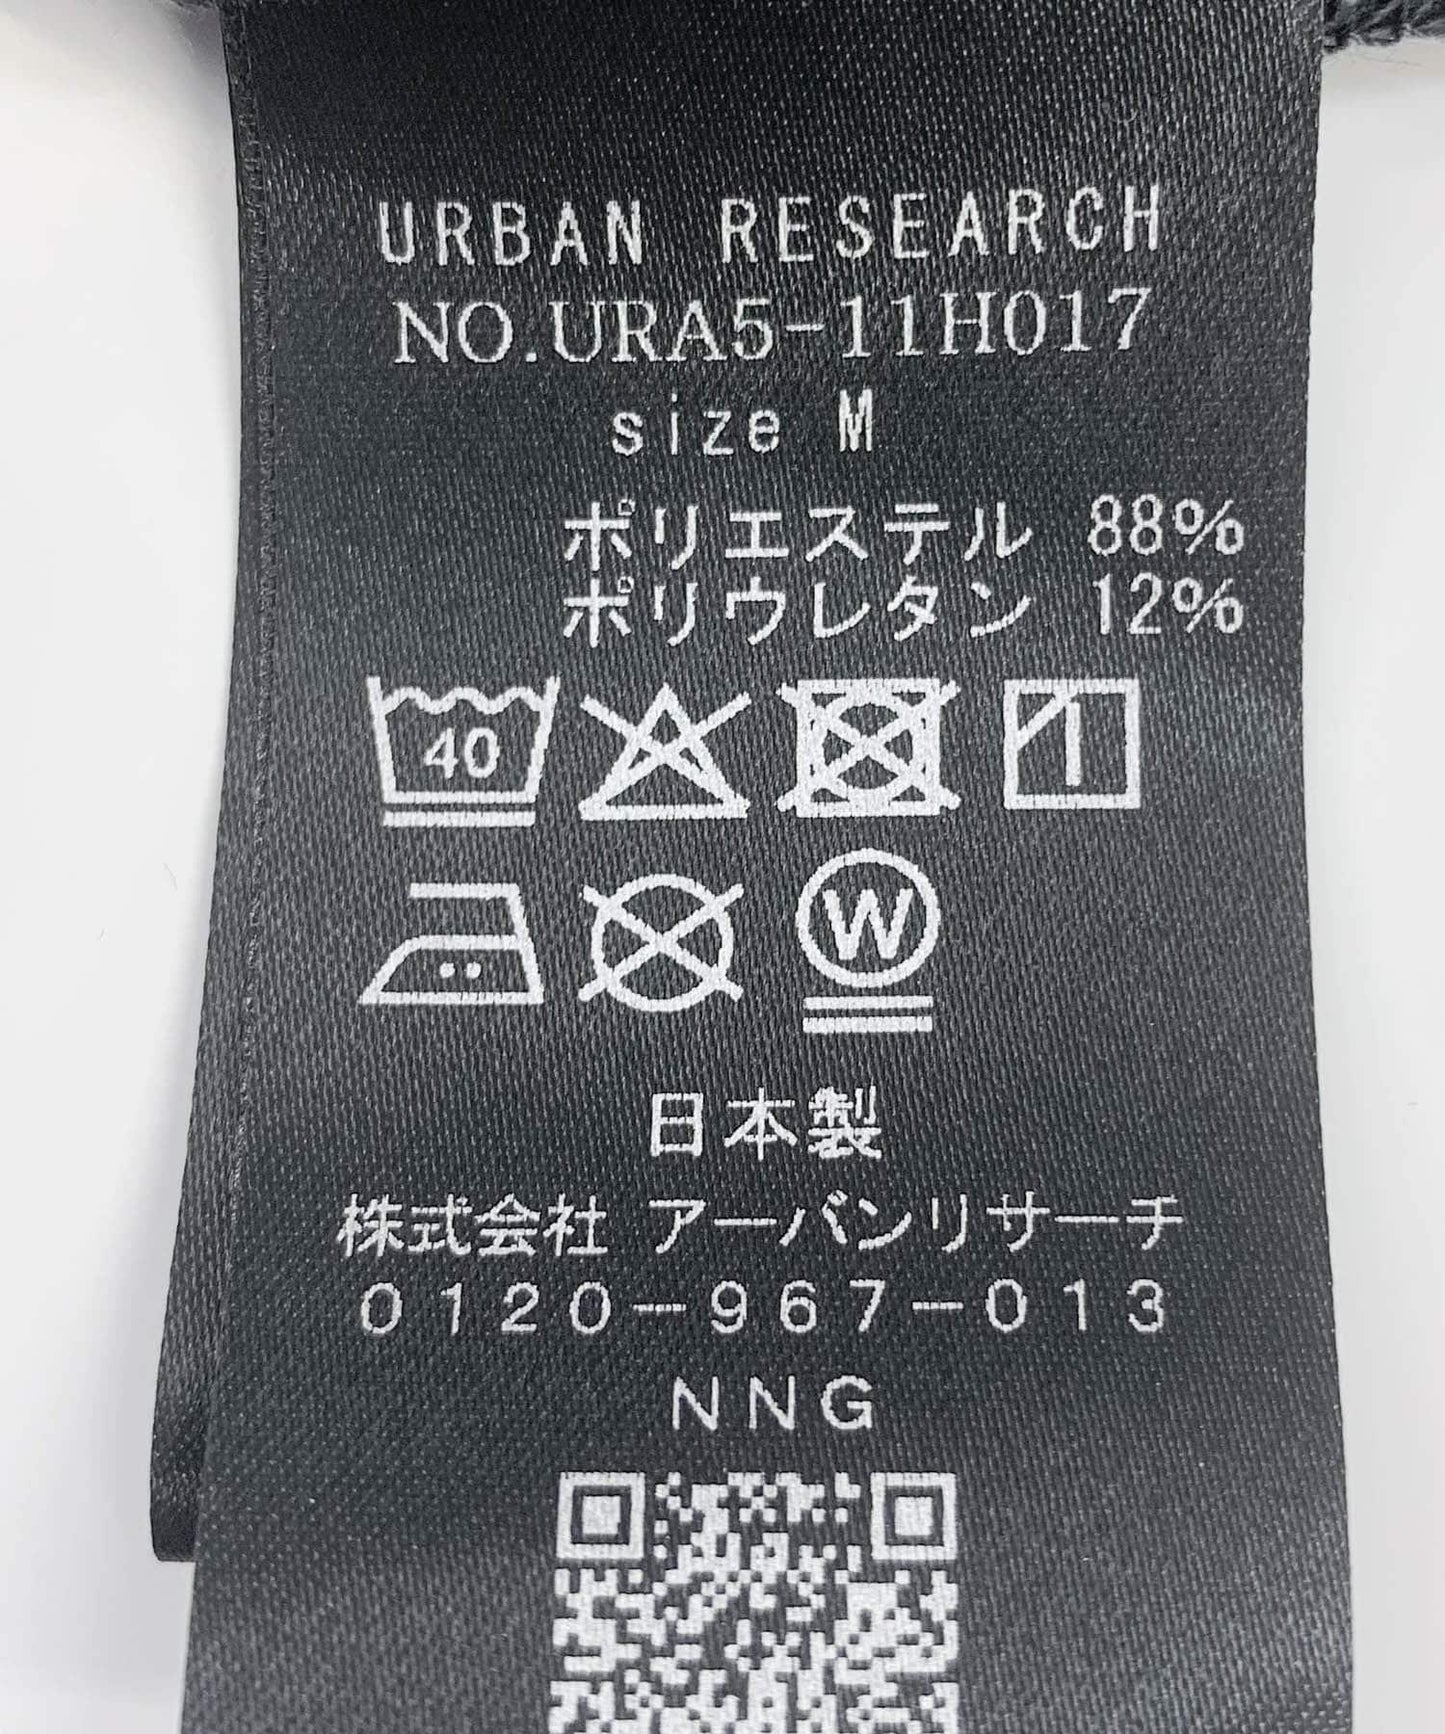 URBAN RESEARCH
NO.URA5-11H017
size M
ポリエステル 88%
ポリウレタン 12%
40
W
日本製
株式会社 アーバンリサーチ
0120-967-013
NNG